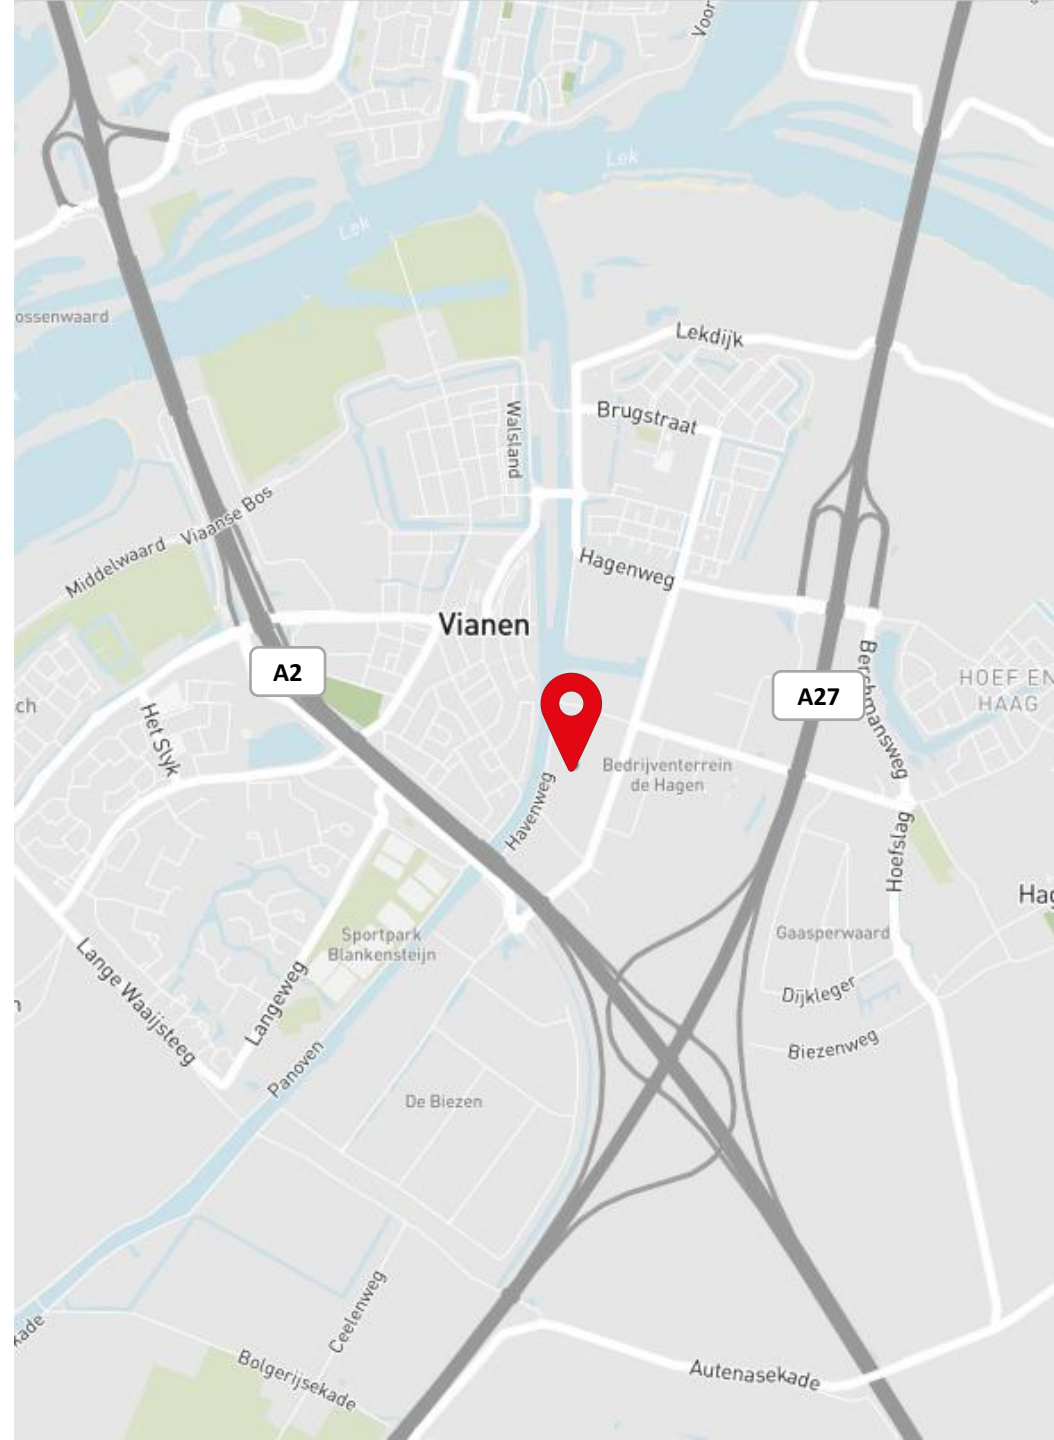 Voor
Lek
Lek
ossenwaard
Lekdijk
Walsland
Brugstraat
Viaanse Bos
Middelwaard
Hagenweg
Vianen
A2
A27
Berchmansweg
HOEF EN
HAAG
ch
Het Slyk
Bedrijventerrein
de Hagen
Havenweg
Hoefslag
Hag
Sportpark
Blankensteijn
Gaasperwaard
Lange Waaijsteeg
Langeweg
Dijkleger
Biezenweg
Panoven
De Biezen
Ceelenweg
kade
Bolgerijsekade
Autenasekade